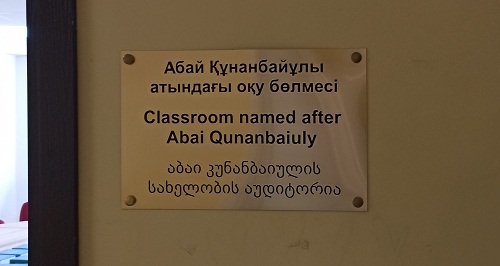 Абай Құнанбайұлы
атындағы оқу бөлмесі
Classroom named after
Abai Qunanbaiuly
აბაი კუნანბაიულის
სახელობის აუდიტორია